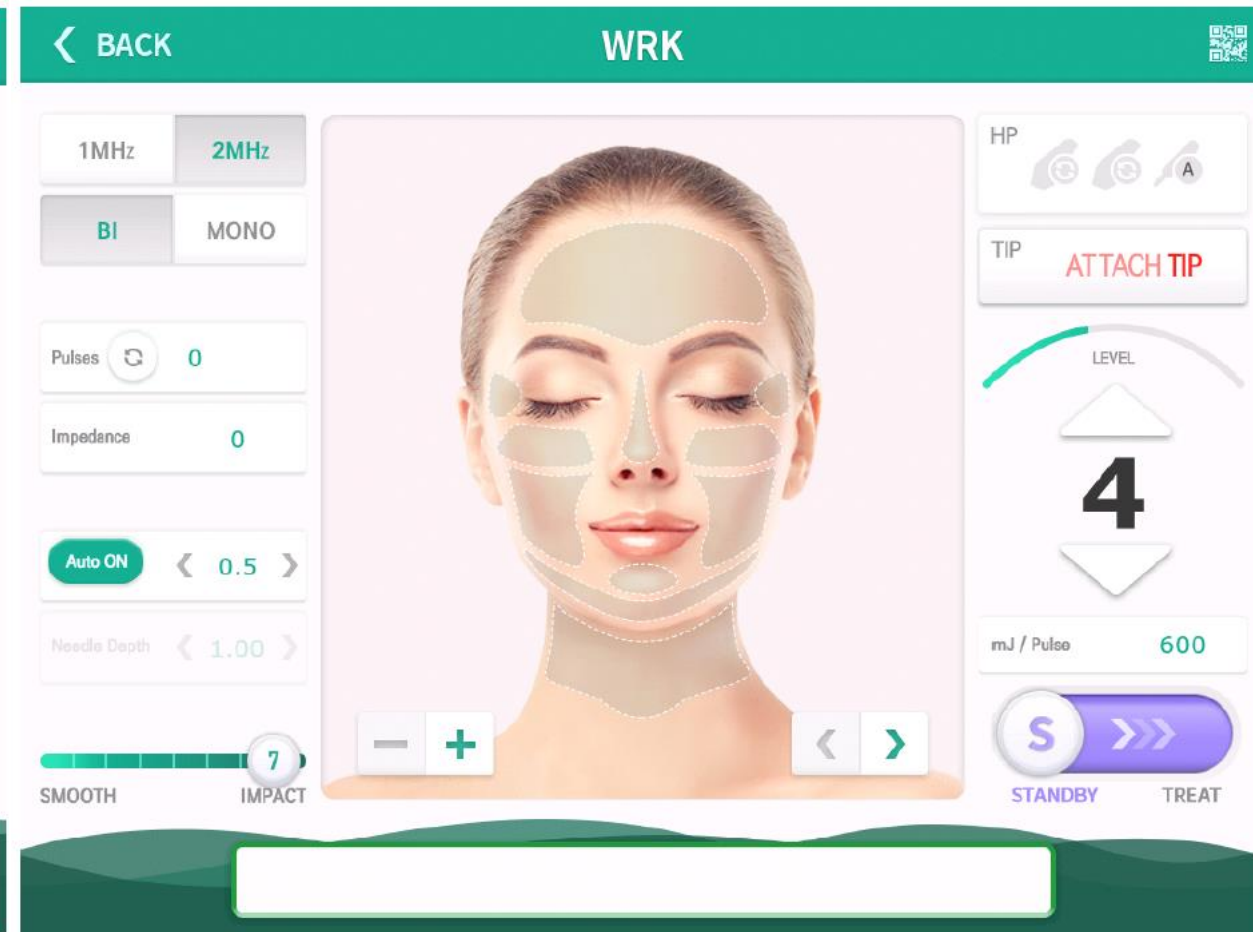 BACK
WRK
1MHz 2MHz
BI MONO
Pulses 0
Impedance 0
Auto ON 0.5
Needle Depth 1.00
7
SMOOTH IMPACT
HP
A
TIP ATTACH TIP
LEVEL
4
mJ / Pulse 600
S
STANDBY TREAT